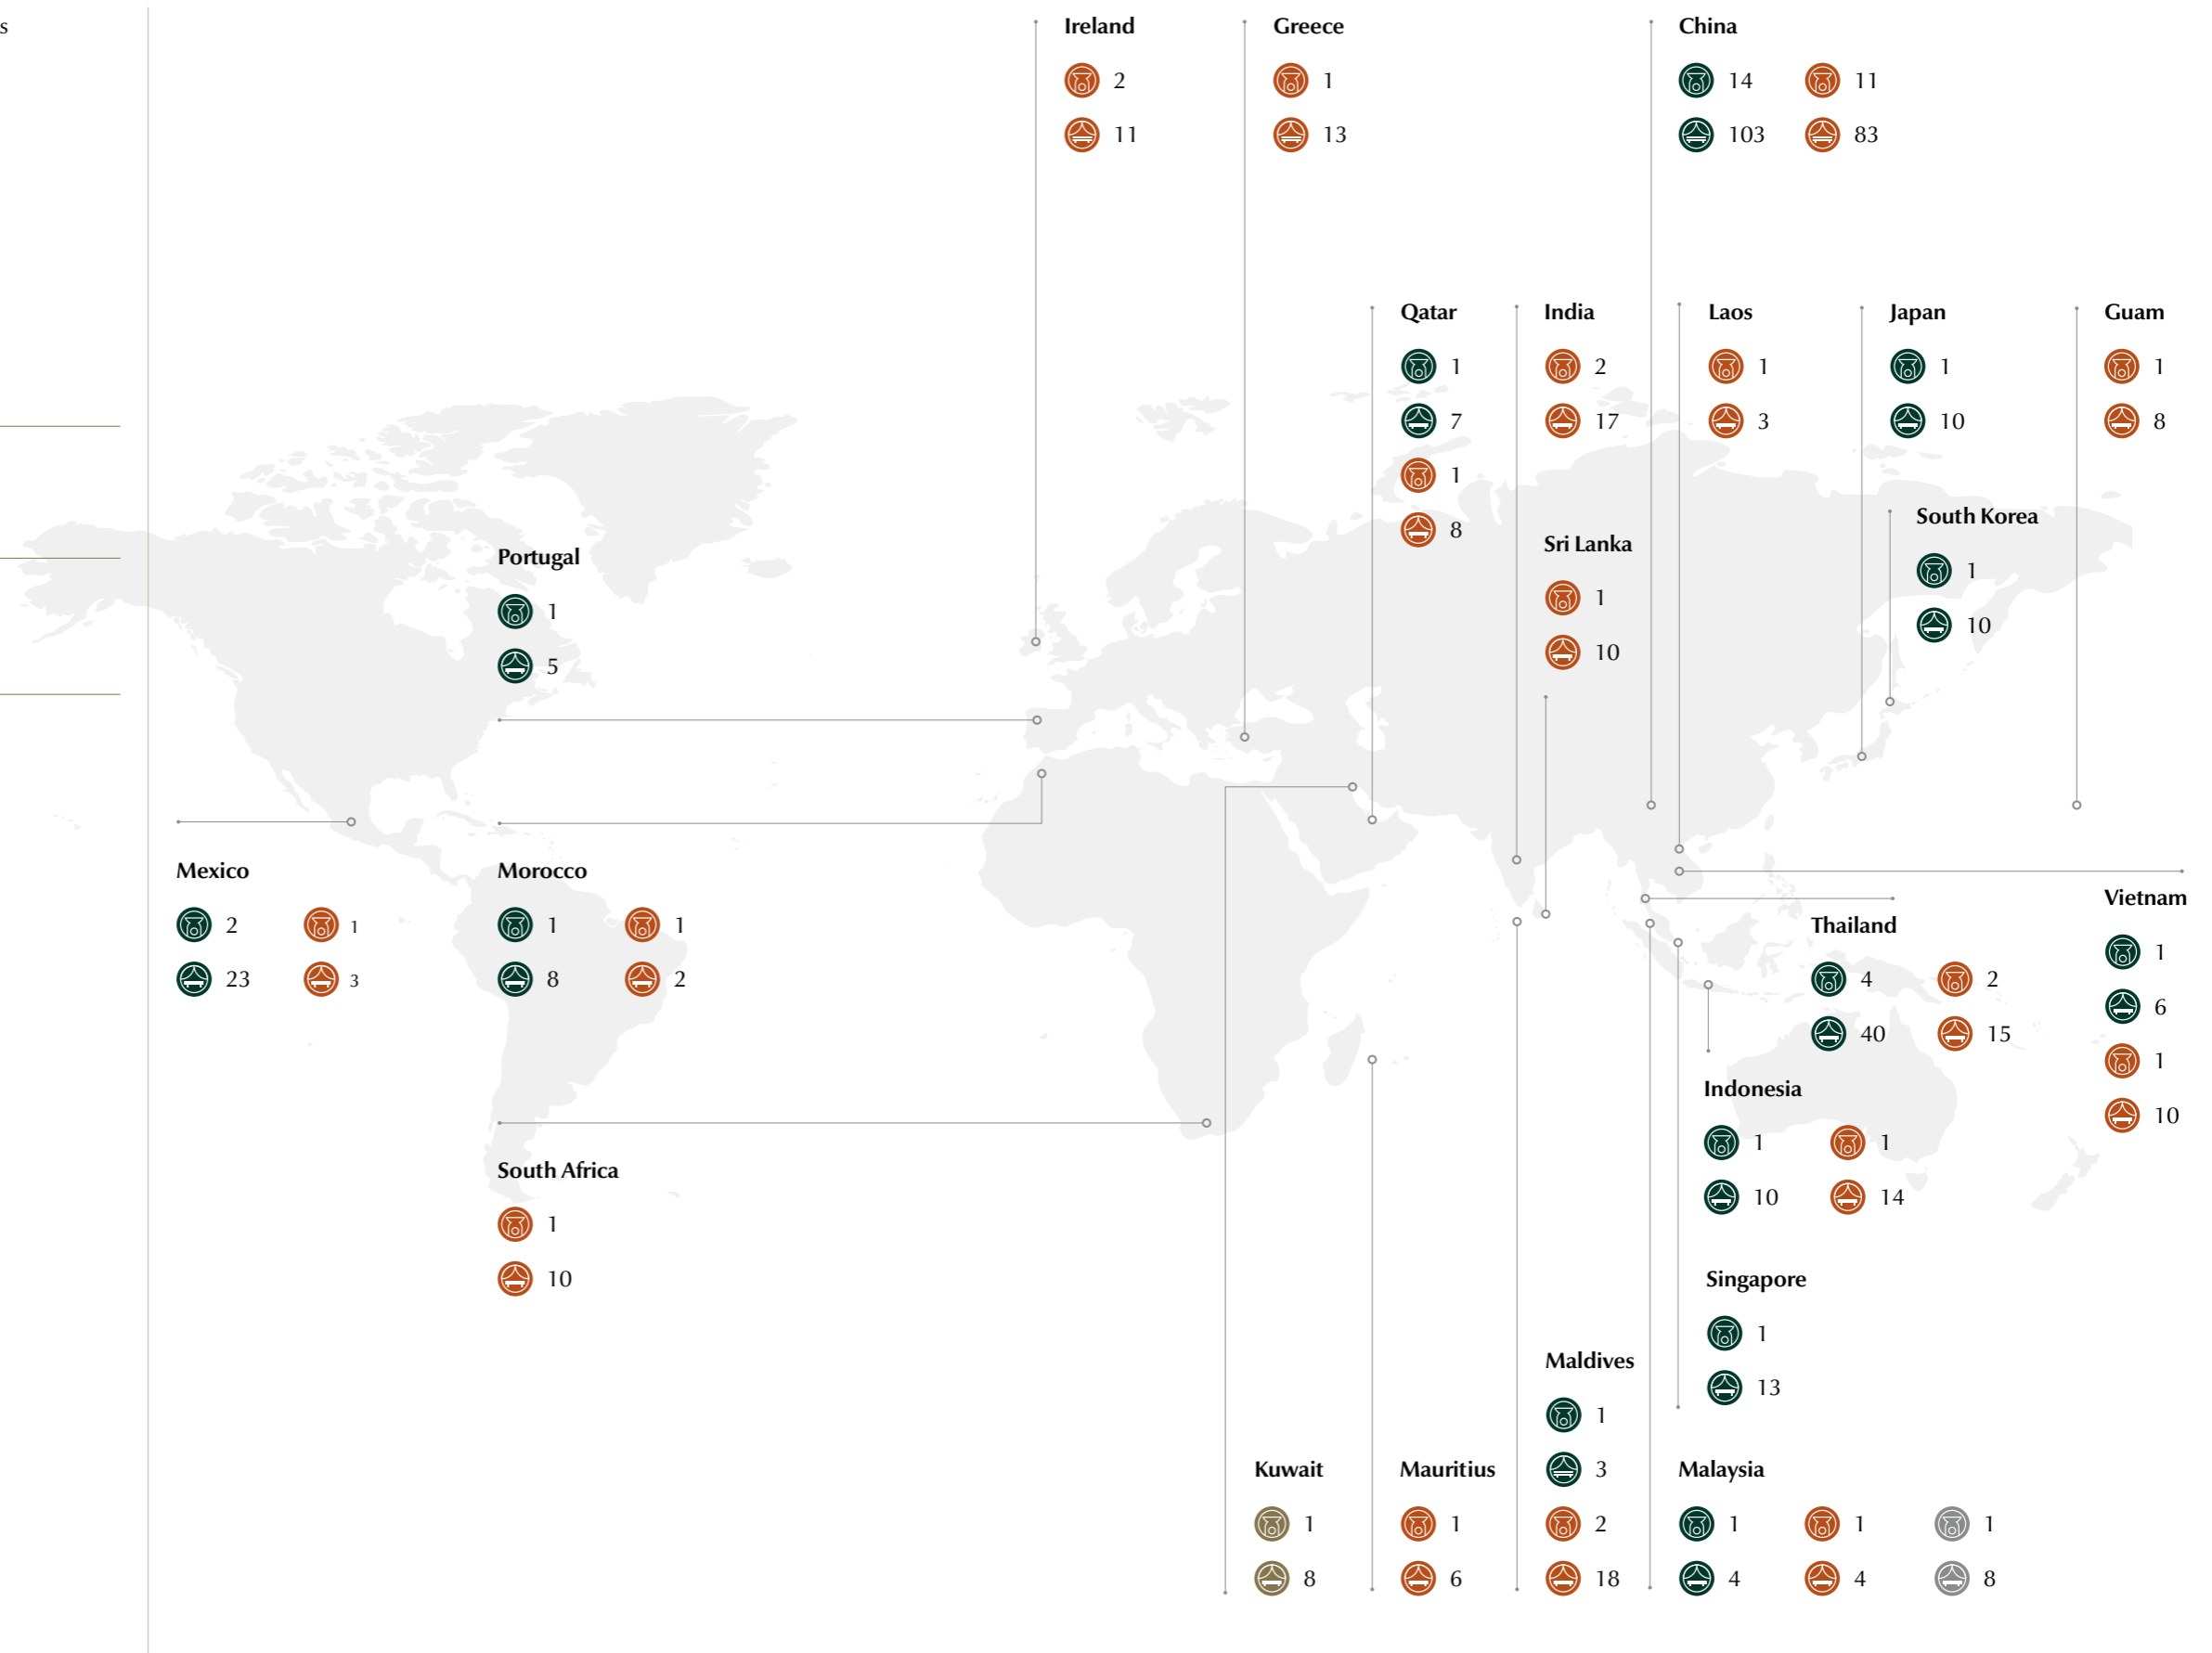 s
Ireland
2
11
Greece
1
13
China
14 11
103 83
Qatar
1
7
1
8
India
2
17
Laos
1
3
Japan
1
10
Guam
1
8
South Korea
1
10
Sri Lanka
1
10
Portugal
1
5
Mexico
2 1
23 3
Morocco
1 1
8 2
South Africa
1
10
Vietnam
1
6
1
10
Thailand
4 2
40 15
Indonesia
1 1
10 14
Singapore
1
13
Maldives
1
3
2
18
Kuwait
1
8
Mauritius
1
6
Malaysia
1 1 1
4 4 8